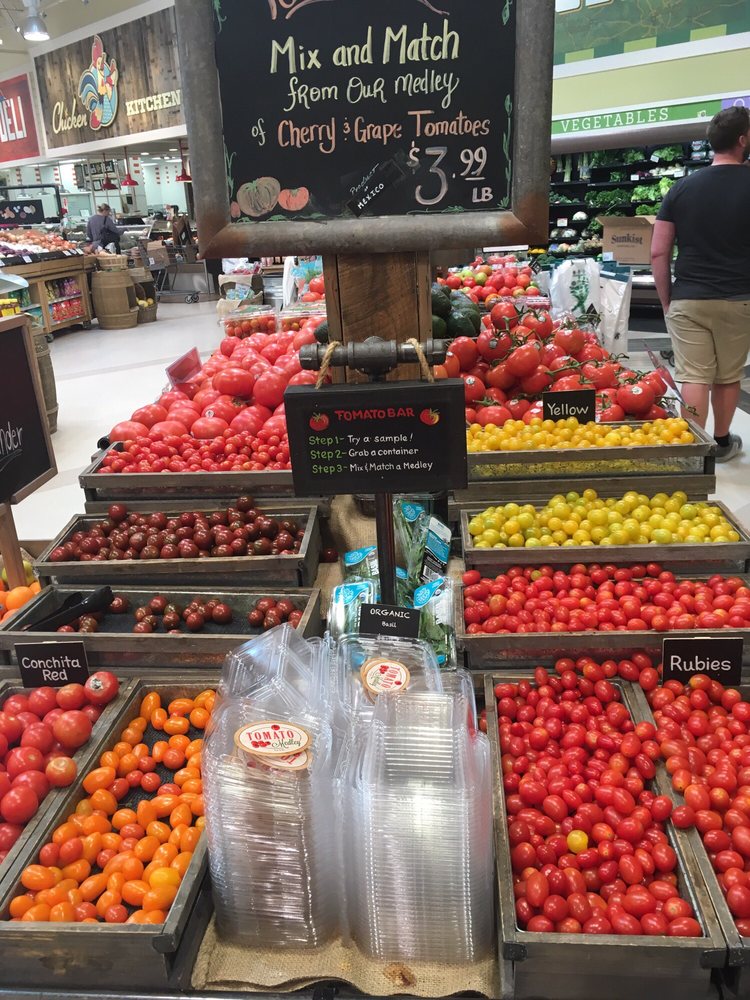 Mix and Match
from Our Medley
of Cherry & Grape Tomatoes
Product of
MEXICO
$3.99
LB
DELI
Chicken
KITCHEN
VEGETABLES
Sunkist
TOMATO BAR
Step 1 - Try a sample!
Step 2 - Grab a container
Step 3 - Mix & Match a Medley
Yellow
ORGANIC
Basil
Conchita
Red
Rubies
TOMATO
Medley